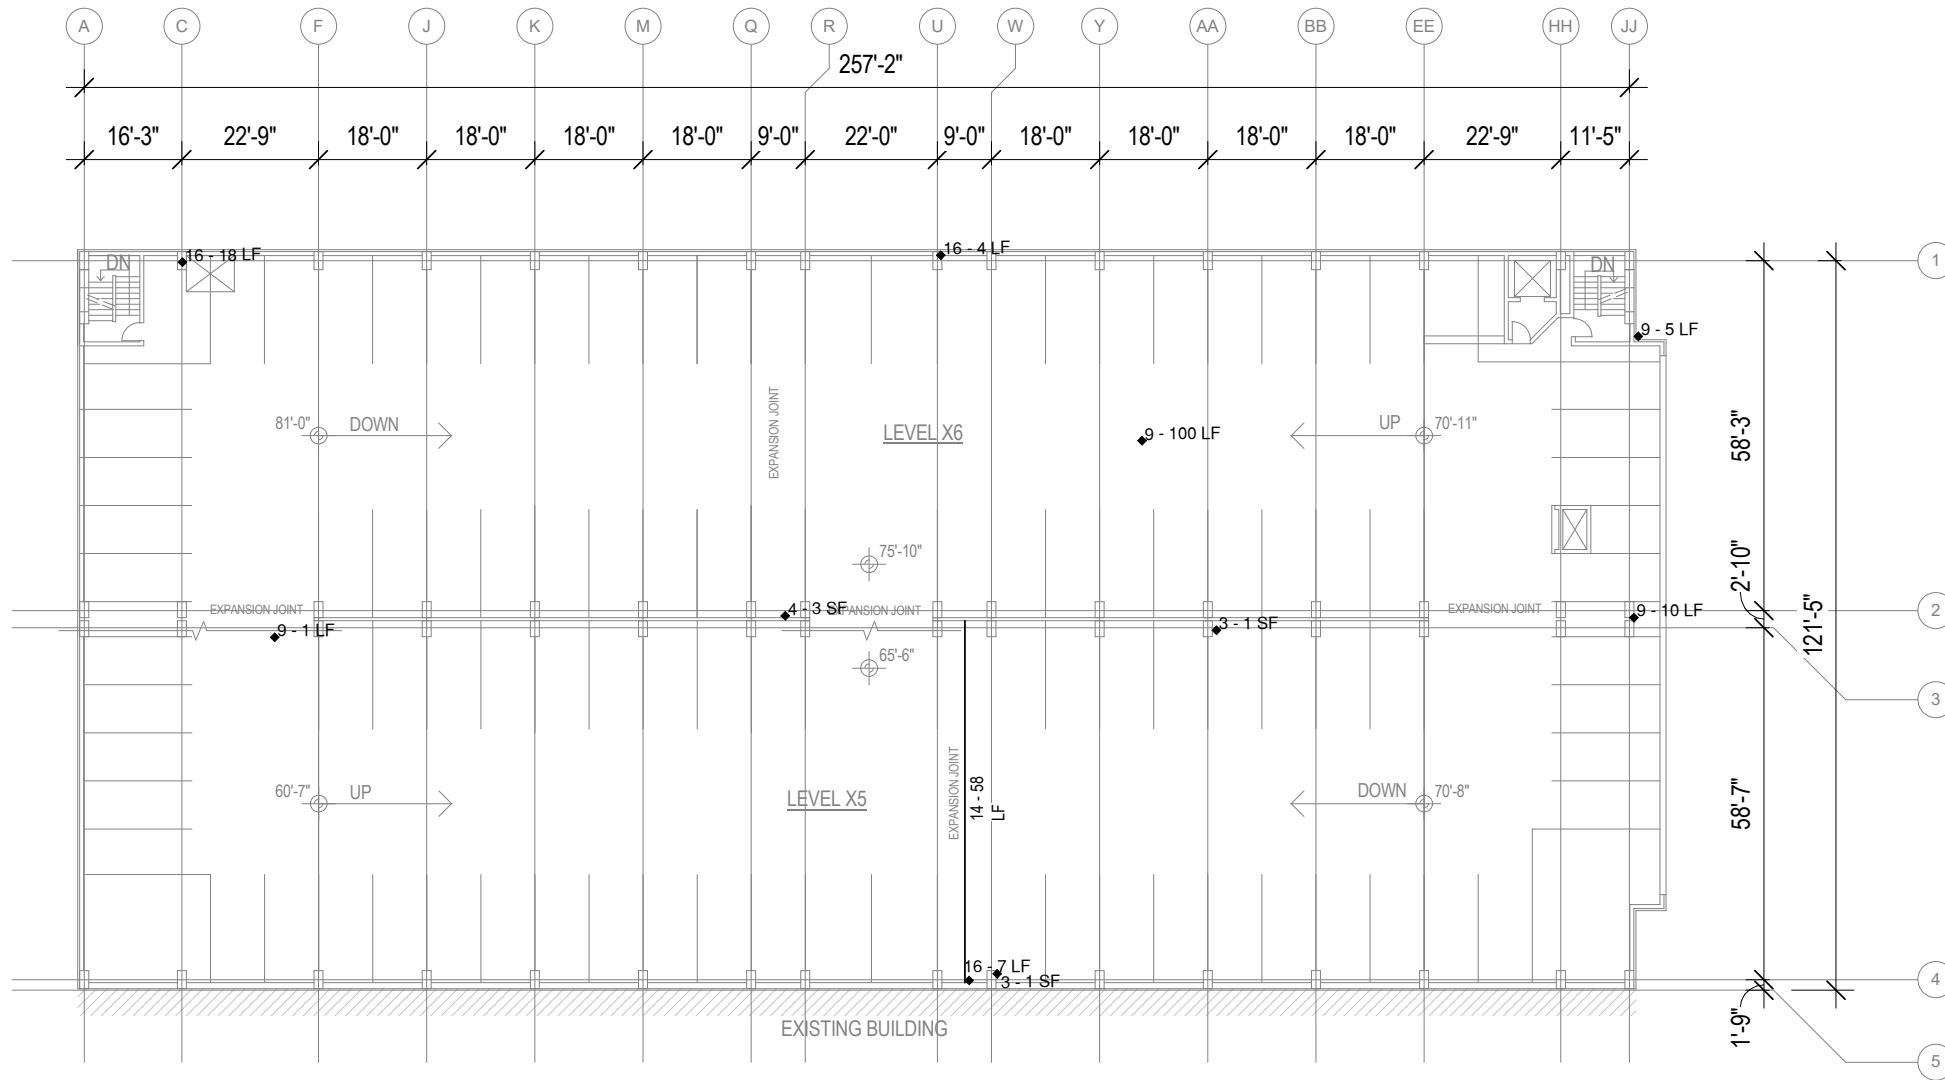 A C F J K M Q R U W Y AA BB EE HH JJ
257'-2"
16'-3" 22'-9" 18'-0" 18'-0" 18'-0" 18'-0" 9'-0" 22'-0" 9'-0" 18'-0" 18'-0" 18'-0" 18'-0" 22'-9" 11'-5"
16 - 18 LF
16 - 4 LF
1
DN
DN
9 - 5 LF
81'-0" DOWN
EXPANSION JOINT
LEVEL X6
9 - 100 LF
UP 70'-11"
58'-3"
75'-10"
2'-10"
EXPANSION JOINT
4 - 3 SF
EXPANSION JOINT
EXPANSION JOINT
9 - 10 LF
2
9 - 1 LF
3 - 1 SF
121'-5"
65'-6"
3
60'-7" UP
LEVEL X5
EXPANSION JOINT
14 - 58
LF
DOWN 70'-8"
58'-7"
16 - 7 LF
3 - 1 SF
4
EXISTING BUILDING
1'-9"
5